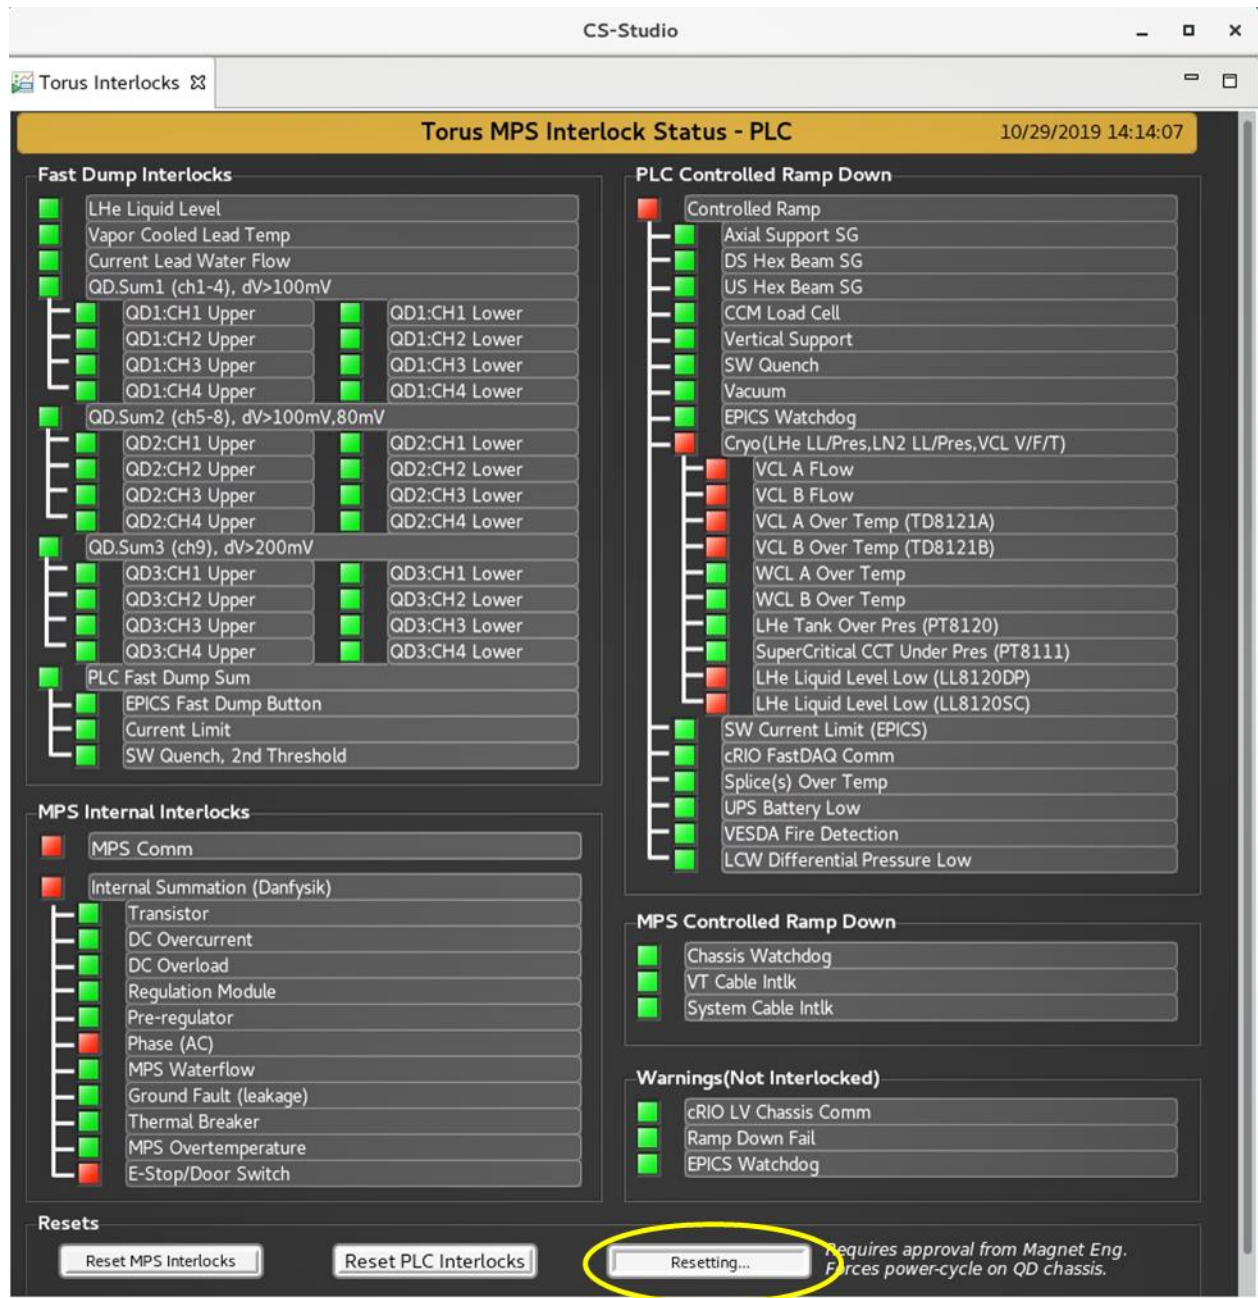 CS-Studio
Torus Interlocks
Torus MPS Interlock Status - PLC
10/29/2019 14:14:07
Fast Dump Interlocks
LHe Liquid Level
Vapor Cooled Lead Temp
Current Lead Water Flow
QD.Sum1 (ch1-4), dV>100mV
QD1:CH1 Upper QD1:CH1 Lower
QD1:CH2 Upper QD1:CH2 Lower
QD1:CH3 Upper QD1:CH3 Lower
QD1:CH4 Upper QD1:CH4 Lower
QD.Sum2 (ch5-8), dV>100mV,80mV
QD2:CH1 Upper QD2:CH1 Lower
QD2:CH2 Upper QD2:CH2 Lower
QD2:CH3 Upper QD2:CH3 Lower
QD2:CH4 Upper QD2:CH4 Lower
QD.Sum3 (ch9), dV>200mV
QD3:CH1 Upper QD3:CH1 Lower
QD3:CH2 Upper QD3:CH2 Lower
QD3:CH3 Upper QD3:CH3 Lower
QD3:CH4 Upper QD3:CH4 Lower
PLC Fast Dump Sum
EPICS Fast Dump Button
Current Limit
SW Quench, 2nd Threshold
MPS Internal Interlocks
MPS Comm
Internal Summation (Danfysik)
Transistor
DC Overcurrent
DC Overload
Regulation Module
Pre-regulator
Phase (AC)
MPS Waterflow
Ground Fault (leakage)
Thermal Breaker
MPS Overtemperature
E-Stop/Door Switch
PLC Controlled Ramp Down
Controlled Ramp
Axial Support SG
DS Hex Beam SG
US Hex Beam SG
CCM Load Cell
Vertical Support
SW Quench
Vacuum
EPICS Watchdog
Cryo(LHe LL/Pres,LN2 LL/Pres,VCL V/F/T)
VCL A FLow
VCL B FLow
VCL A Over Temp (TD8121A)
VCL B Over Temp (TD8121B)
WCL A Over Temp
WCL B Over Temp
LHe Tank Over Pres (PT8120)
SuperCritical CCT Under Pres (PT8111)
LHe Liquid Level Low (LL8120DP)
LHe Liquid Level Low (LL8120SC)
SW Current Limit (EPICS)
cRIO FastDAQ Comm
Splice(s) Over Temp
UPS Battery Low
VESDA Fire Detection
LCW Differential Pressure Low
MPS Controlled Ramp Down
Chassis Watchdog
VT Cable Intlk
System Cable Intlk
Warnings(Not Interlocked)
cRIO LV Chassis Comm
Ramp Down Fail
EPICS Watchdog
Resets
Reset MPS Interlocks
Reset PLC Interlocks
Resetting...
Requires approval from Magnet Eng.
Forces power-cycle on QD chassis.